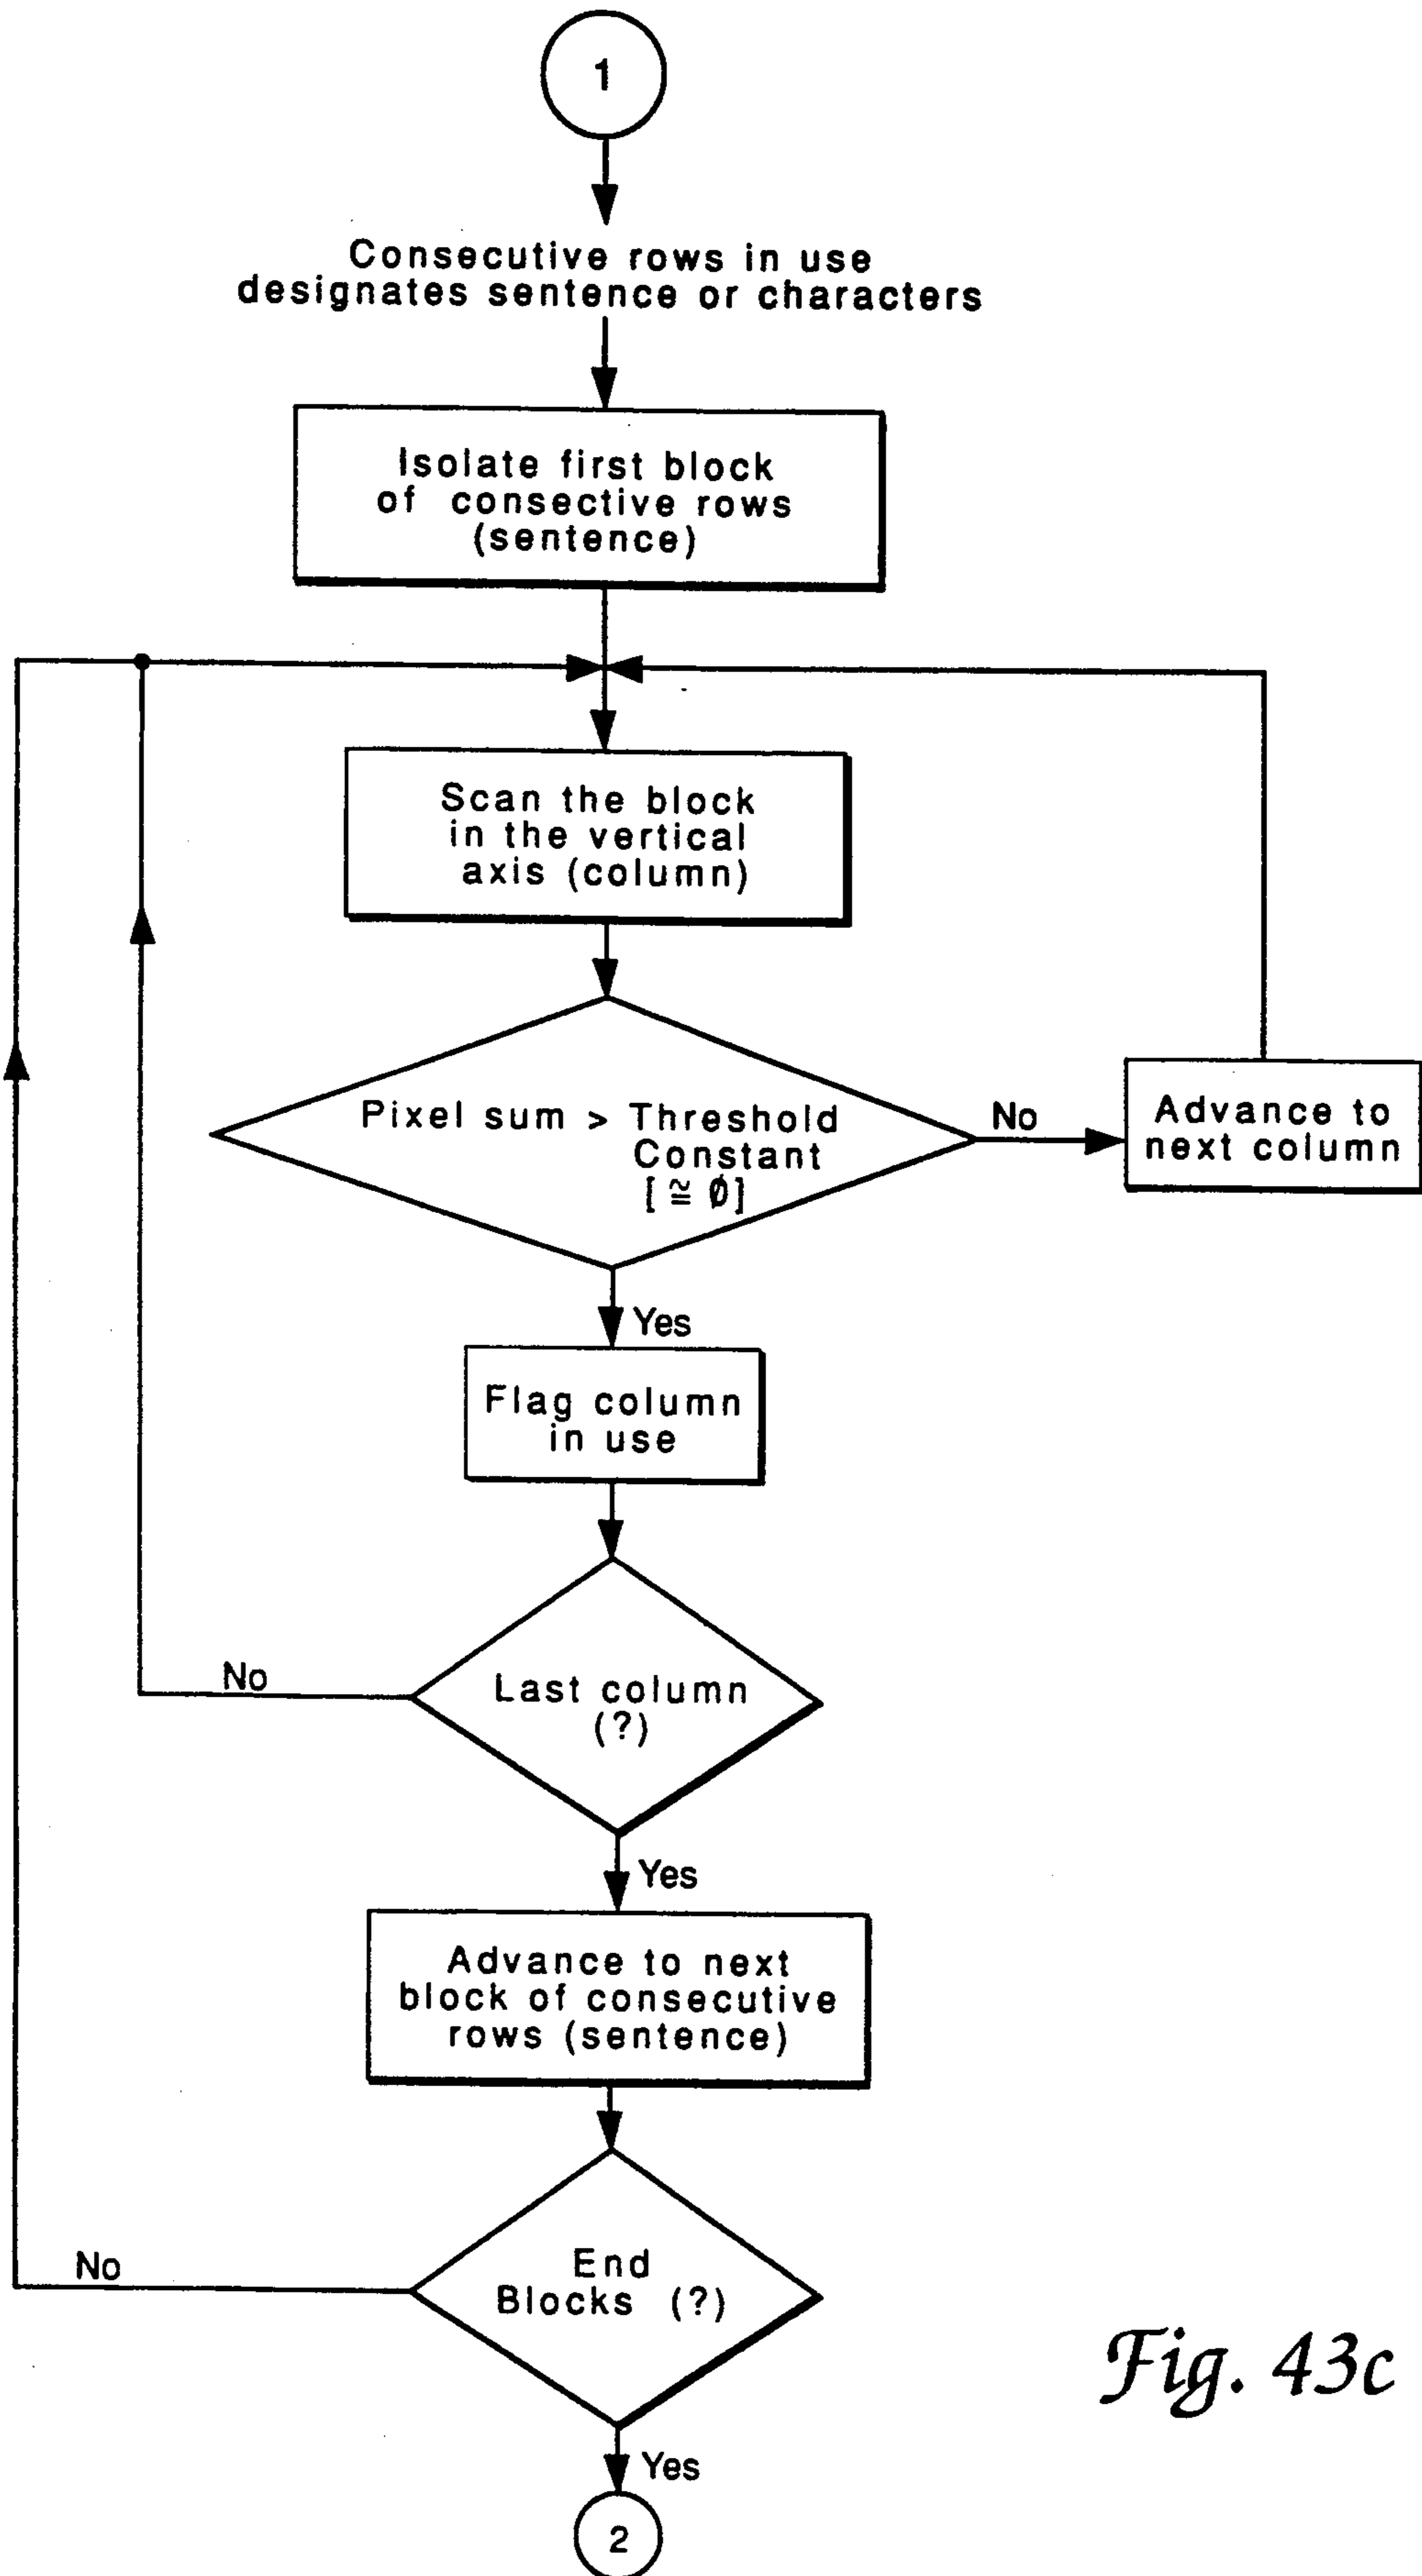 1
Consecutive rows in use
designates sentence or characters
Isolate first block
of consective rows
(sentence)
Scan the block
in the vertical
axis (column)
Pixel sum > Threshold
Constant
[ ≅ Ø ]
No
Advance to
next column
Yes
Flag column
in use
Last column
(?)
No
Yes
Advance to next
block of consecutive
rows (sentence)
End
Blocks (?)
No
Yes
2
Fig. 43c